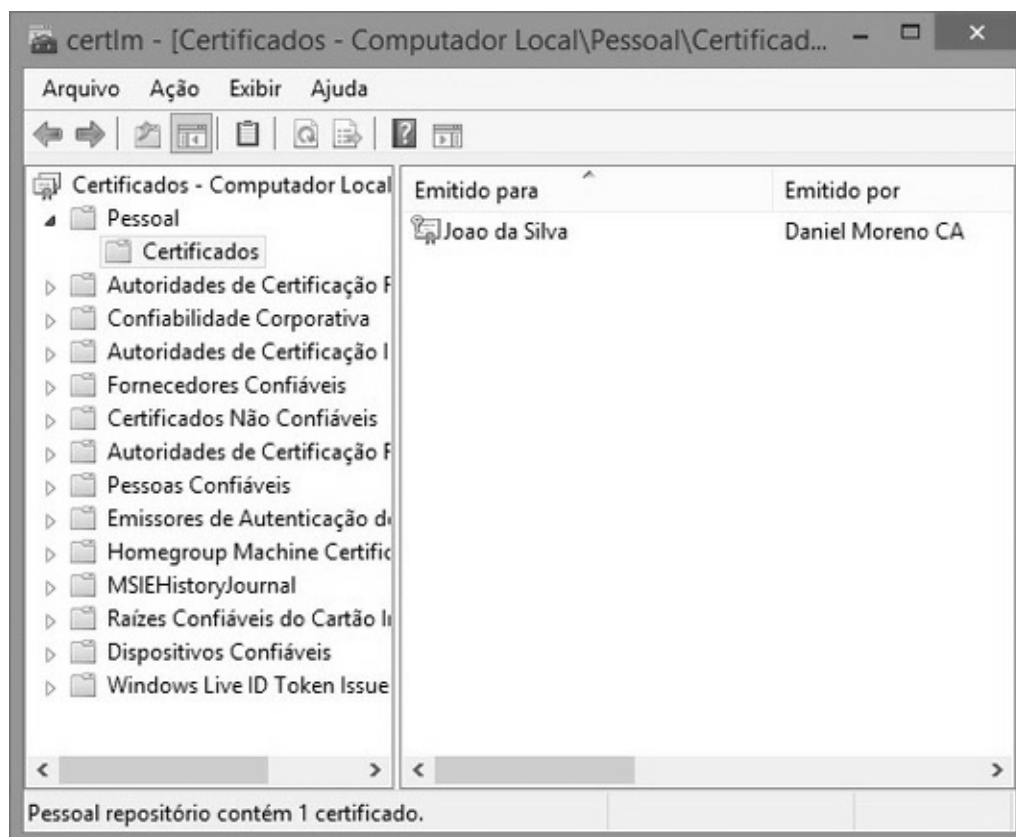 certlm - [Certificados - Computador Local\Pessoal\Certificad...
Arquivo Ação Exibir Ajuda
Certificados - Computador Local
Pessoal
Certificados
Autoridades de Certificação F
Confiabilidade Corporativa
Autoridades de Certificação I
Fornecedores Confiáveis
Certificados Não Confiáveis
Autoridades de Certificação F
Pessoas Confiáveis
Emissores de Autenticação de
Homegroup Machine Certific
MSIEHistoryJournal
Raízes Confiáveis do Cartão I
Dispositivos Confiáveis
Windows Live ID Token Issue
Emitido para Emitido por
Joao da Silva Daniel Moreno CA
Pessoal repositório contém 1 certificado.